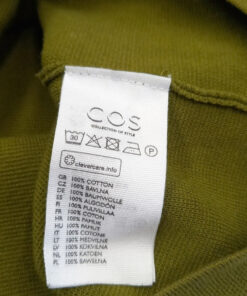 COS
COLLECTION OF STYLE
30
P
clevercare.info
GB 100% COTTON
CZ 100% BAVLNA
DE 100% BAUMWOLLE
ES 100% ALGODÓN
FI 100% PUUVILLAA
FR 100% COTON
HR 100% PAMUK
HU 100% PAMUT
IT 100% COTONE
LT 100% MEDVILNĖ
LV 100% KOKVILNA
NL 100% KATOEN
PL 100% BAWEŁNA